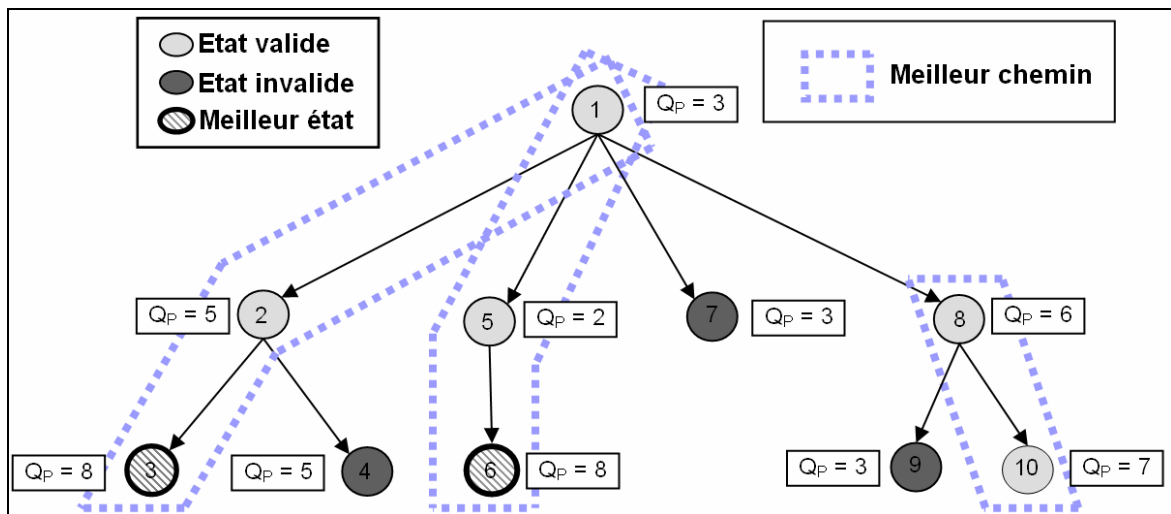 Etat valide
Etat invalide
Meilleur état
Meilleur chemin
1
QP = 3
QP = 5
2
5
QP = 2
7
QP = 3
8
QP = 6
QP = 8
3
QP = 5
4
6
QP = 8
QP = 3
9
10
QP = 7